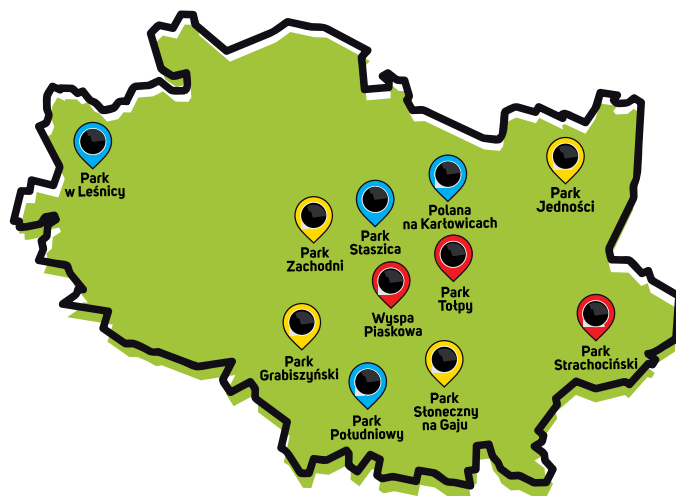 Park
w Leśnicy
Park
Jedności
Polana
na Karłowicach
Park
Staszica
Park
Zachodni
Park
Tołpy
Wyspa
Piaskowa
Park
Strachociński
Park
Grabiszyński
Park
Słoneczny
na Gaju
Park
Południowy